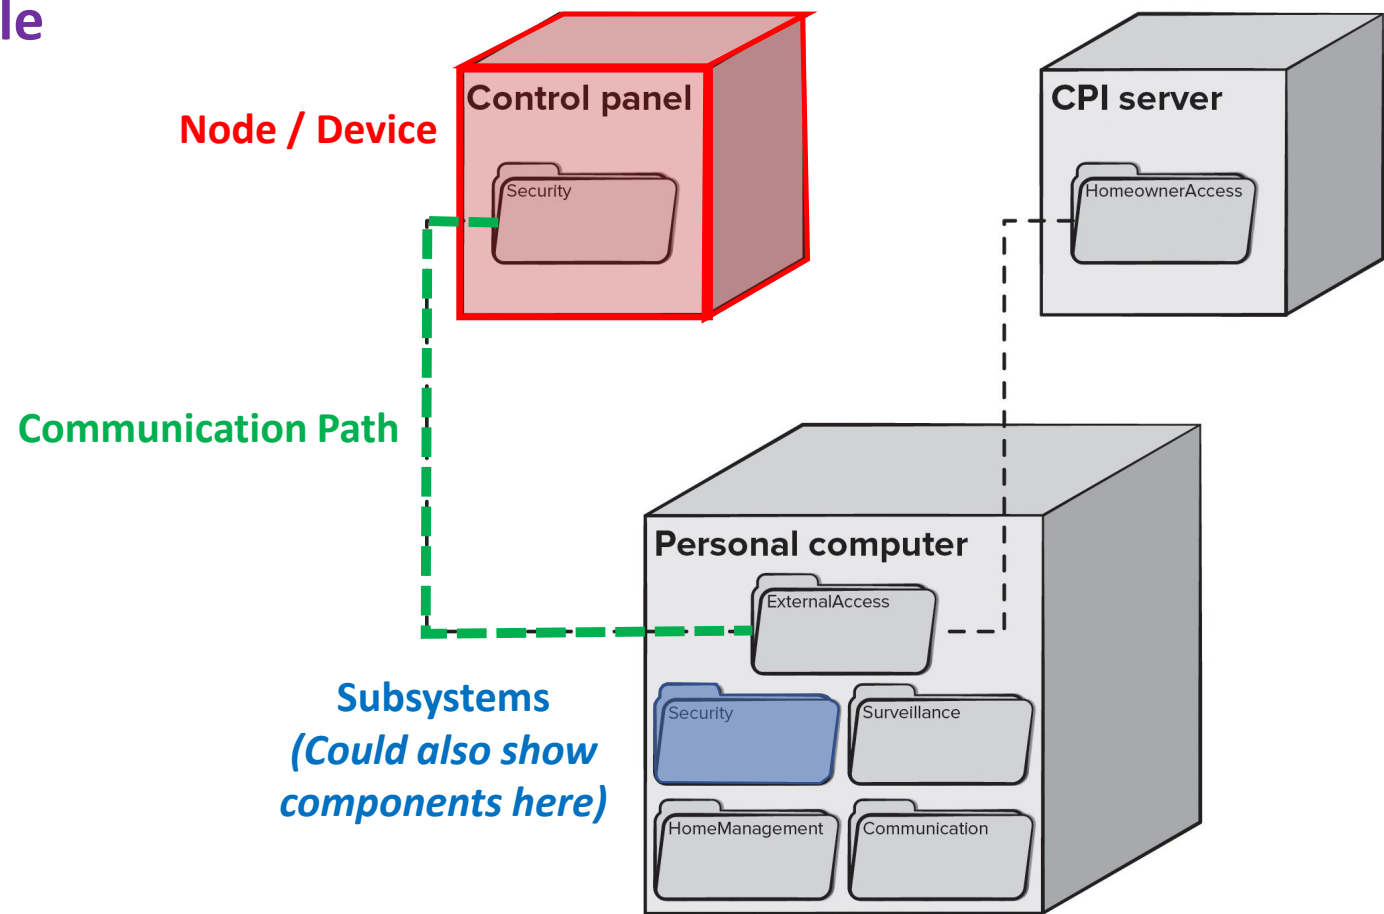 le
Control panel
CPI server
Node / Device
Security
HomeownerAccess
Communication Path
Personal computer
ExternalAccess
Subsystems
(Could also show
components here)
Security
Surveillance
HomeManagement
Communication